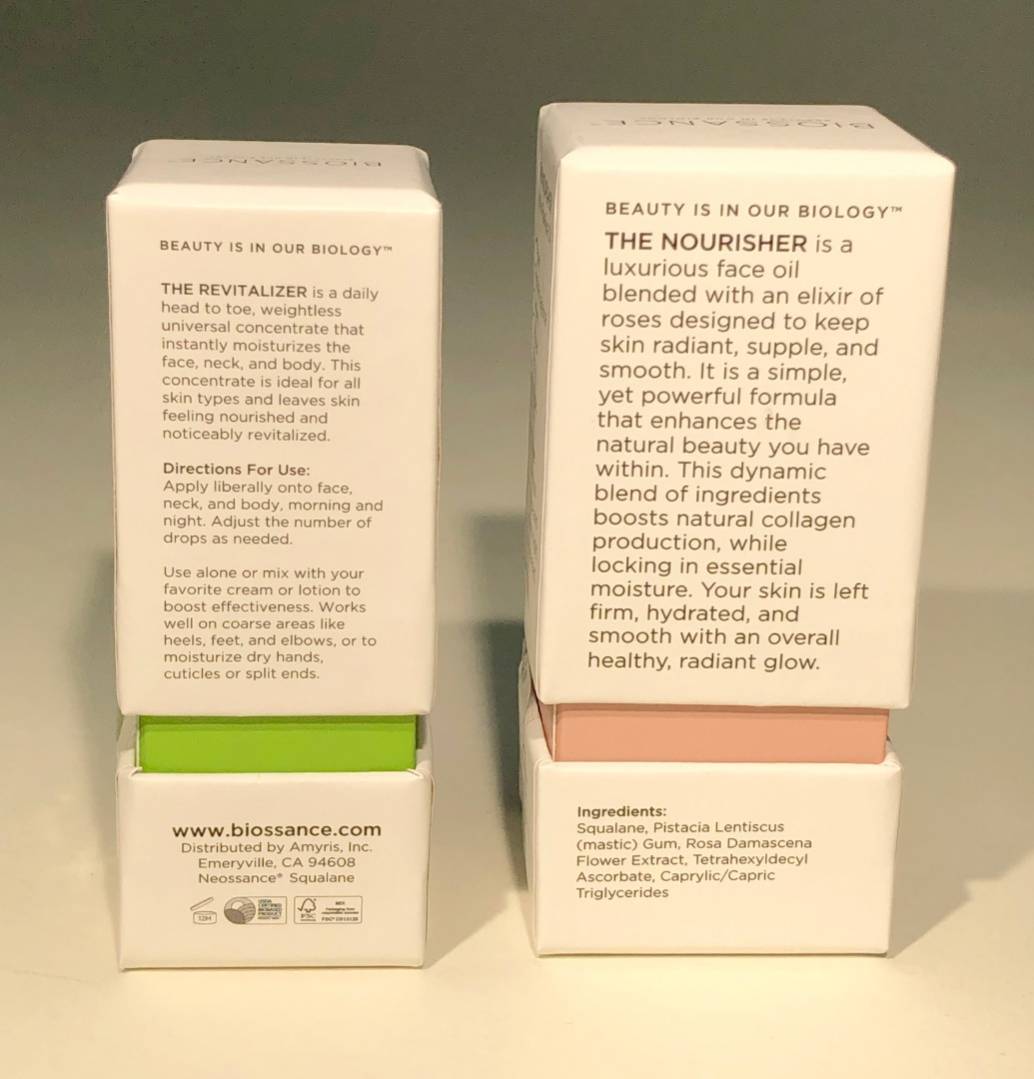 BIOSSANCE
BEAUTY IS IN OUR BIOLOGY™
THE REVITALIZER is a daily
head to toe, weightless
universal concentrate that
instantly moisturizes the
face, neck, and body. This
concentrate is ideal for all
skin types and leaves skin
feeling nourished and
noticeably revitalized.
Directions For Use:
Apply liberally onto face,
neck, and body, morning and
night. Adjust the number of
drops as needed.
Use alone or mix with your
favorite cream or lotion to
boost effectiveness. Works
well on coarse areas like
heels, feet, and elbows, or to
moisturize dry hands,
cuticles or split ends.
www.biossance.com
Distributed by Amyris, Inc.
Emeryville, CA 94608
Neossance® Squalane
12M
USDA
CERTIFIED
BIOBASED
PRODUCT
FSC
MIX
BIOSSANCE
BEAUTY IS IN OUR BIOLOGY™
THE NOURISHER is a
luxurious face oil
blended with an elixir of
roses designed to keep
skin radiant, supple, and
smooth. It is a simple,
yet powerful formula
that enhances the
natural beauty you have
within. This dynamic
blend of ingredients
boosts natural collagen
production, while
locking in essential
moisture. Your skin is left
firm, hydrated, and
smooth with an overall
healthy, radiant glow.
Ingredients:
Squalane, Pistacia Lentiscus
(mastic) Gum, Rosa Damascena
Flower Extract, Tetrahexyldecyl
Ascorbate, Caprylic/Capric
Triglycerides